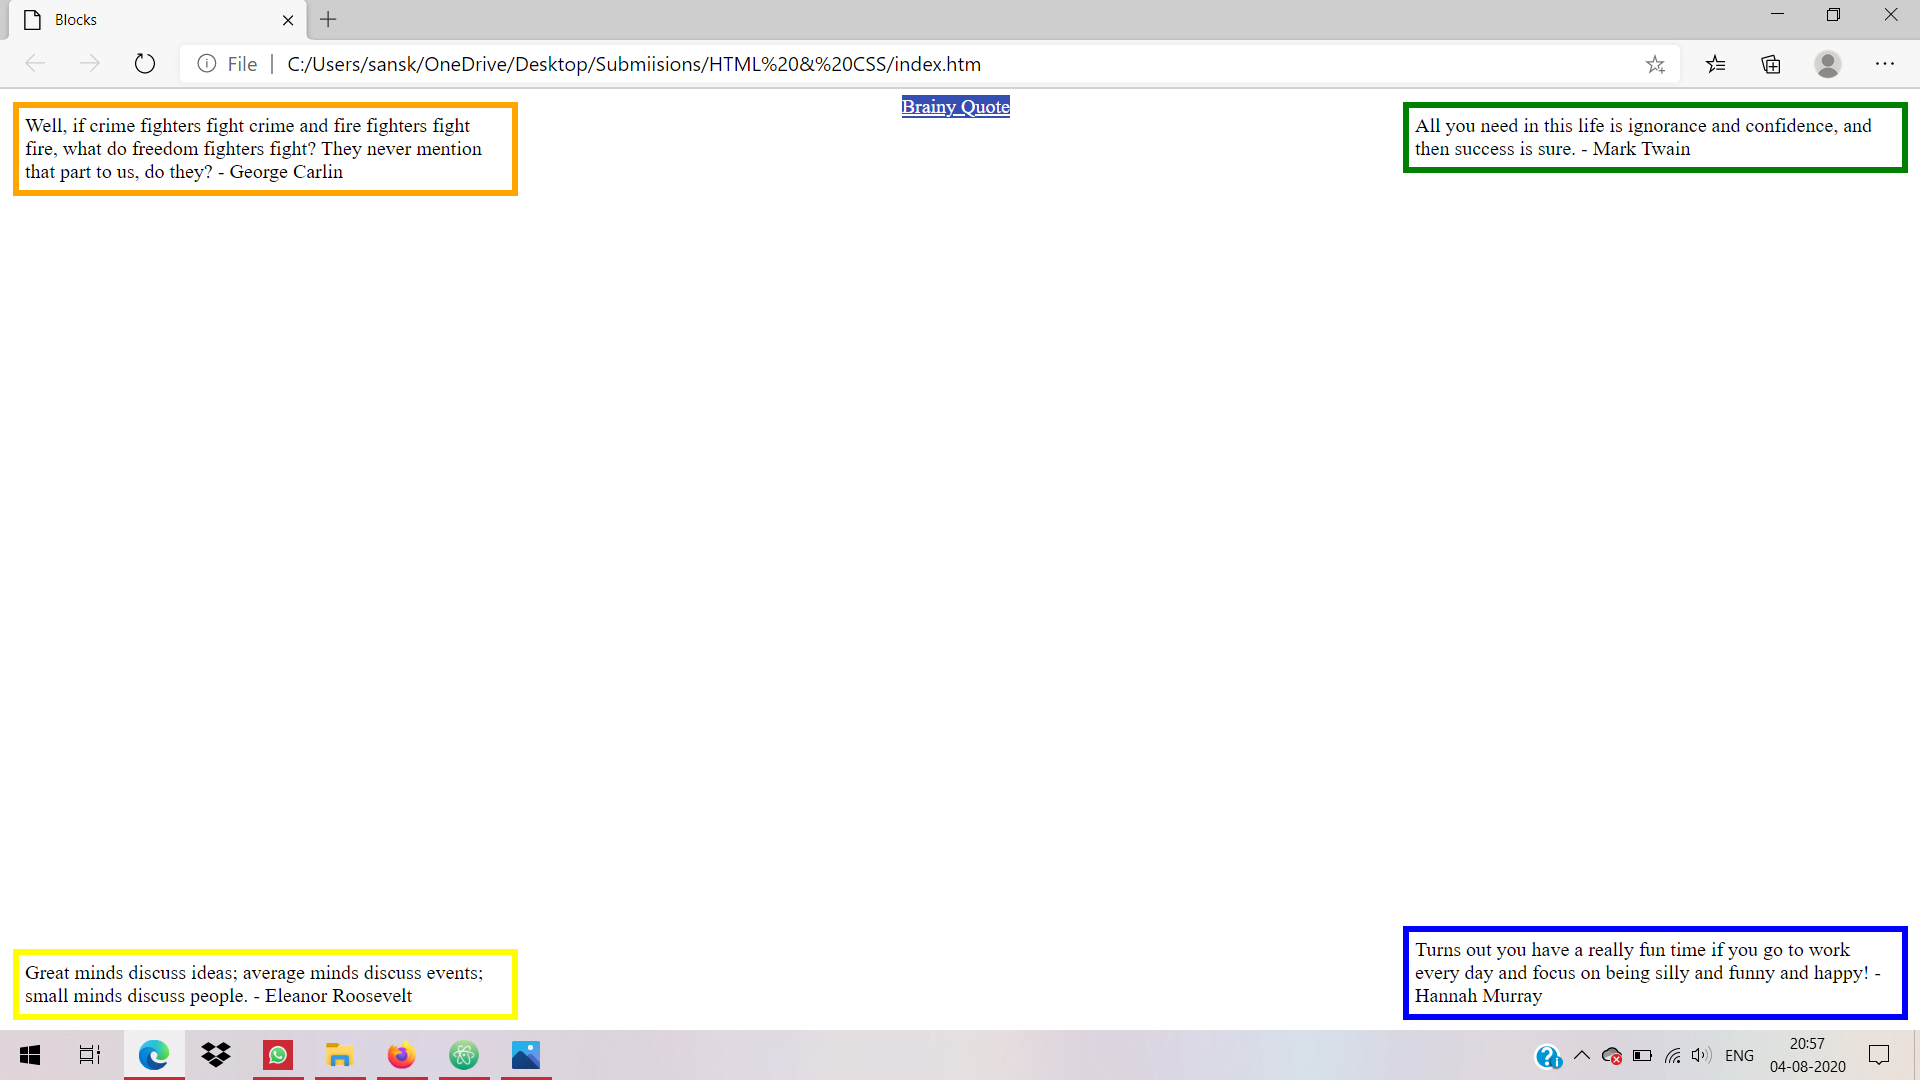 Blocks
File
C:/Users/sansk/OneDrive/Desktop/Submiisions/HTML%20&%20CSS/index.htm
Brainy Quote
Well, if crime fighters fight crime and fire fighters fight
fire, what do freedom fighters fight? They never mention
that part to us, do they? - George Carlin
All you need in this life is ignorance and confidence, and
then success is sure. - Mark Twain
Great minds discuss ideas; average minds discuss events;
small minds discuss people. - Eleanor Roosevelt
Turns out you have a really fun time if you go to work
every day and focus on being silly and funny and happy! -
Hannah Murray
ENG
20:57
04-08-2020